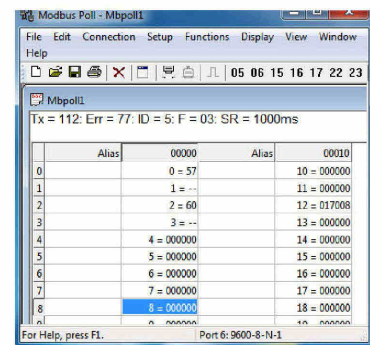 Modbus Poll - Mbpoll1
File Edit Connection Setup Functions Display View Window
Help
05 06 15 16 17 22 23
Mbpoll1
Tx = 112: Err = 77: ID = 5: F = 03: SR = 1000ms
Alias 00000 Alias 00010
0 0 = 57 10 = 000000
1 1 = -- 11 = 000000
2 2 = 60 12 = 017008
3 3 = -- 13 = 000000
4 4 = 000000 14 = 000000
5 5 = 000000 15 = 000000
6 6 = 000000 16 = 000000
7 7 = 000000 17 = 000000
8 8 = 000000 18 = 000000
For Help, press F1. Port 6: 9600-8-N-1